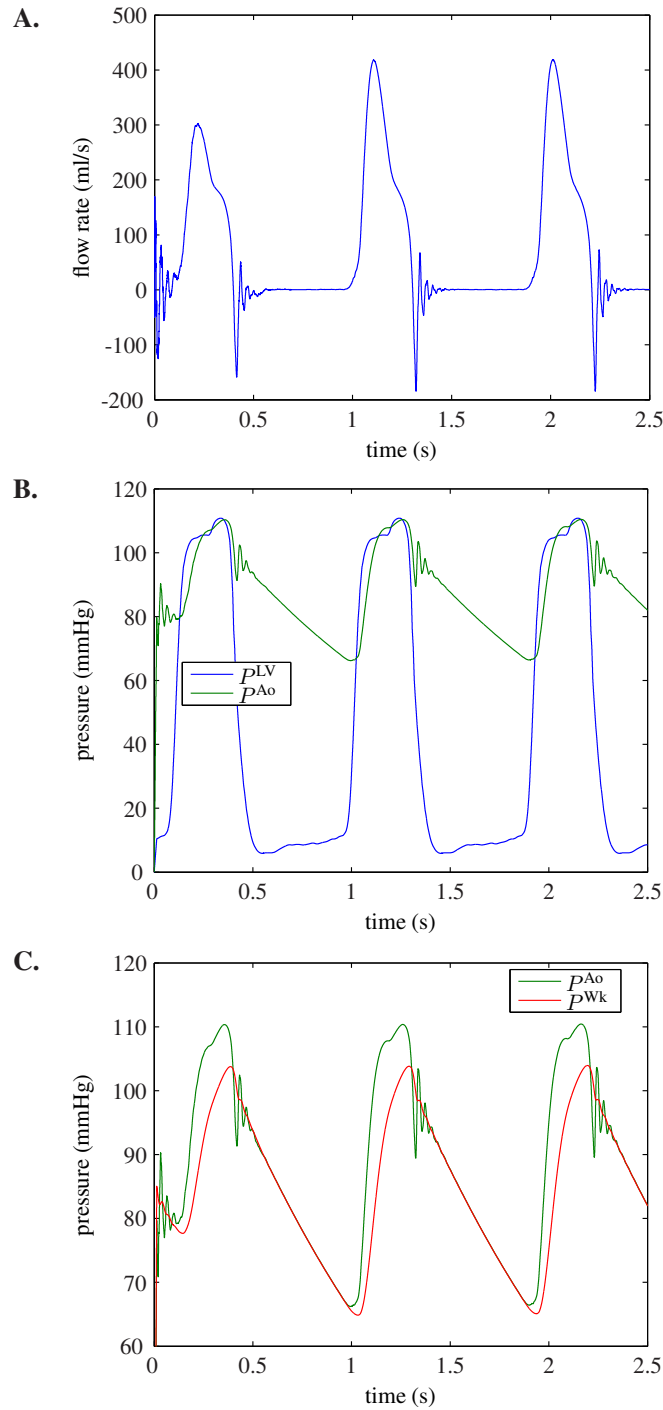 A.
500
400
300
200
100
0
-100
-200
flow rate (ml/s)
0 0.5 1 1.5 2 2.5
time (s)
B.
120
100
80
60
40
20
0
pressure (mmHg)
P^LV
P^Ao
0 0.5 1 1.5 2 2.5
time (s)
C.
120
110
100
90
80
70
60
pressure (mmHg)
P^Ao
P^Wk
0 0.5 1 1.5 2 2.5
time (s)